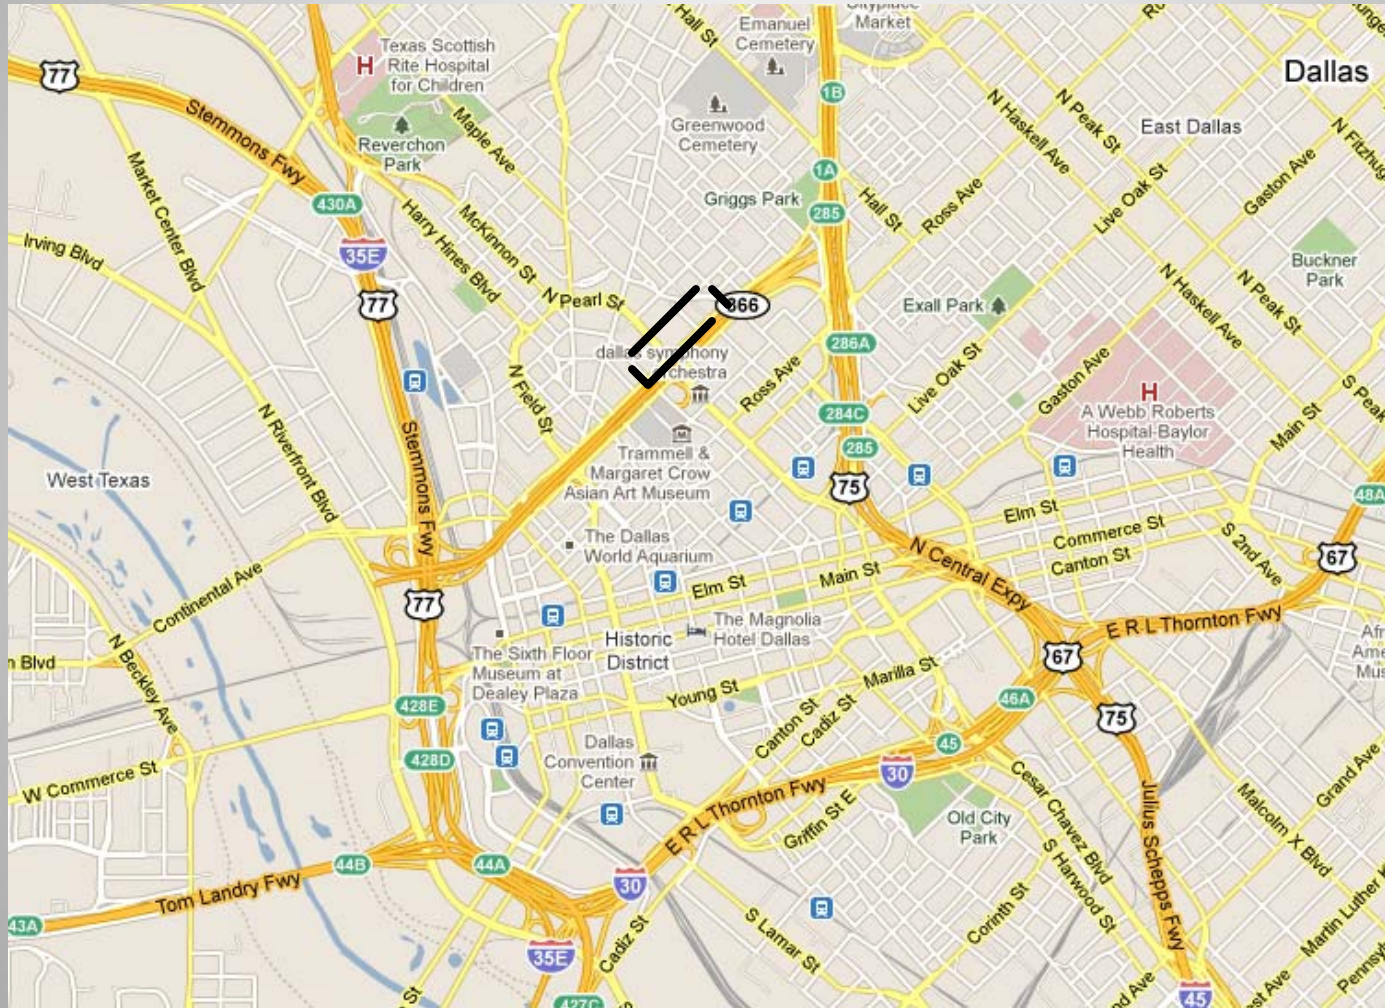 77
Stemmons Fwy
H
Texas Scottish
Rite Hospital
for Children
Reverchon
Park
Maple Ave
Hall St
Emanuel
Cemetery
Cityplace
Market
1B
Greenwood
Cemetery
1A
Griggs Park
285
Hall St
Ross Ave
N Haskell Ave
N Peak St
Dallas
East Dallas
Live Oak St
Gaston Ave
Buckner
Park
Market Center Blvd
430A
35E
77
Irving Blvd
Harry Hines Blvd
McKinnon St
N Pearl St
366
dallas symphony
orchestra
Exall Park
N Haskell Ave
N Peak St
286A
Ross Ave
Live Oak St
Gaston Ave
284C
285
H
A Webb Roberts
Hospital-Baylor
Health
Main St
S Peak
N Riverfront Blvd
N Field St
Stemmons Fwy
Trammell &
Margaret Crow
Asian Art Museum
West Texas
75
48A
Elm St
Commerce St
Canton St
S 2nd Ave
67
N Central Expy
The Dallas
World Aquarium
Elm St
Main St
Continental Ave
77
The Magnolia
Hotel Dallas
Historic
District
E R L Thornton Fwy
67
N Beckley Ave
n Blvd
The Sixth Floor
Museum at
Dealey Plaza
Young St
Marilla St
46A
75
428E
Canton St
Cadiz St
45
428D
Dallas
Convention
Center
30
W Commerce St
E R L Thornton Fwy
Griffin St E
Old City
Park
Cesar Chavez Blvd
S Harwood St
Julius Schepps Fwy
Malcolm X Blvd
Grand Ave
44B
44A
30
Tom Landry Fwy
43A
35E
Cadiz St
S Lamar St
Corinth St
Martin Luther
45
427C